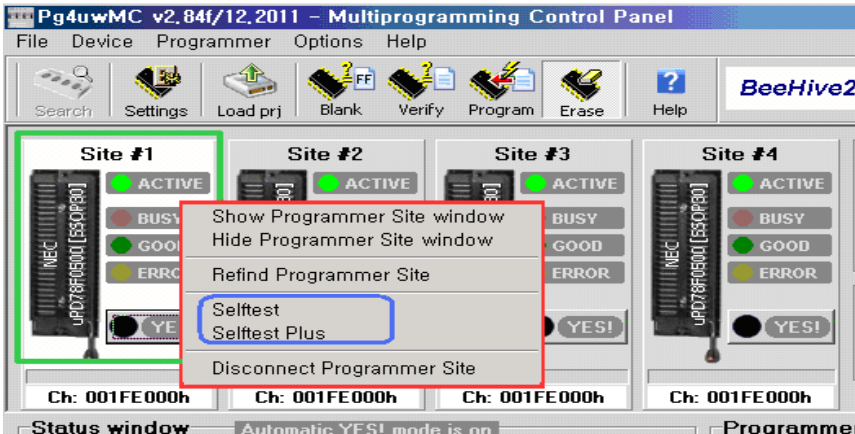 Pg4uwMC v2.84f/12.2011 - Multiprogramming Control Panel
File Device Programmer Options Help
Search Settings Load prj Blank Verify Program Erase Help
FF
BeeHive2
Site #1 Site #2 Site #3 Site #4
ACTIVE ACTIVE ACTIVE ACTIVE
BUSY BUSY BUSY
GOOD GOOD GOOD
ERRO ERROR ERROR
NEC
uPD78F0500 [SSOP30]
NEC
uPD78F0500 [SSOP30]
YE YES! YES!
Show Programmer Site window
Hide Programmer Site window
Refind Programmer Site
Selftest
Selftest Plus
Disconnect Programmer Site
Ch: 001FE000h Ch: 001FE000h Ch: 001FE000h Ch: 001FE000h
Status window Automatic YES! mode is on Programme